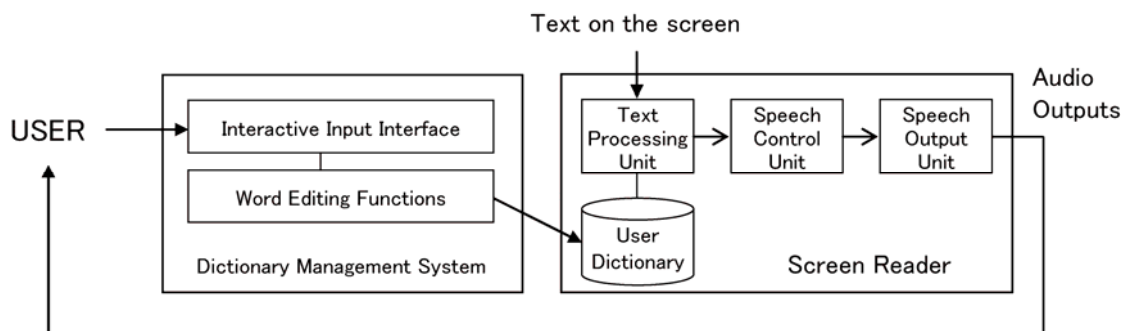 Text on the screen
USER
Interactive Input Interface
Word Editing Functions
Dictionary Management System
Text
Processing
Unit
Speech
Control
Unit
Speech
Output
Unit
User
Dictionary
Screen Reader
Audio
Outputs